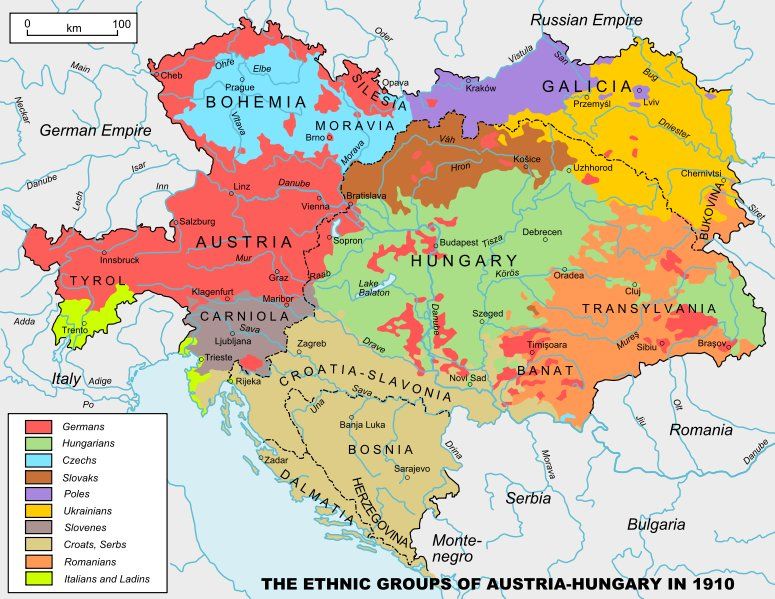 0 100
km
Russian Empire
Oder
Main
Cheb
Ohře
Elbe
Prague
Opava
SILESIA
Kraków
Vistula
San
GALICIA
Bug
Neckar
BOHEMIA
Przemyśl
Lviv
German Empire
Vltava
MORAVIA
Brno
Morava
Dniester
Váh
Hron
Košice
Uzhhorod
Chernivtsi
Danube
Isar
Lech
Inn
Linz
Danube
Vienna
Bratislava
BUKOVINA
Siret
Salzburg
AUSTRIA
Sopron
Budapest
Tisza
Debrecen
Innsbruck
Mur
HUNGARY
TYROL
Graz
Raab
Körös
Oradea
Klagenfurt
Maribor
Lake
Balaton
Cluj
Adda
Trento
CARNIOLA
Sava
Ljubljana
Danube
Szeged
TRANSYLVANIA
Trieste
Zagreb
Drave
Timișoara
Mureș
Sibiu
Brașov
Italy
Adige
Po
Rijeka
CROATIA-SLAVONIA
Sava
Novi Sad
BANAT
Una
Banja Luka
Jiu
Olt
Romania
Danube
BOSNIA
Drina
Morava
Zadar
Sarajevo
DALMATIA
HERZEGOVINA
Serbia
Monte-
negro
Bulgaria
Germans
Hungarians
Czechs
Slovaks
Poles
Ukrainians
Slovenes
Croats, Serbs
Romanians
Italians and Ladins
THE ETHNIC GROUPS OF AUSTRIA-HUNGARY IN 1910